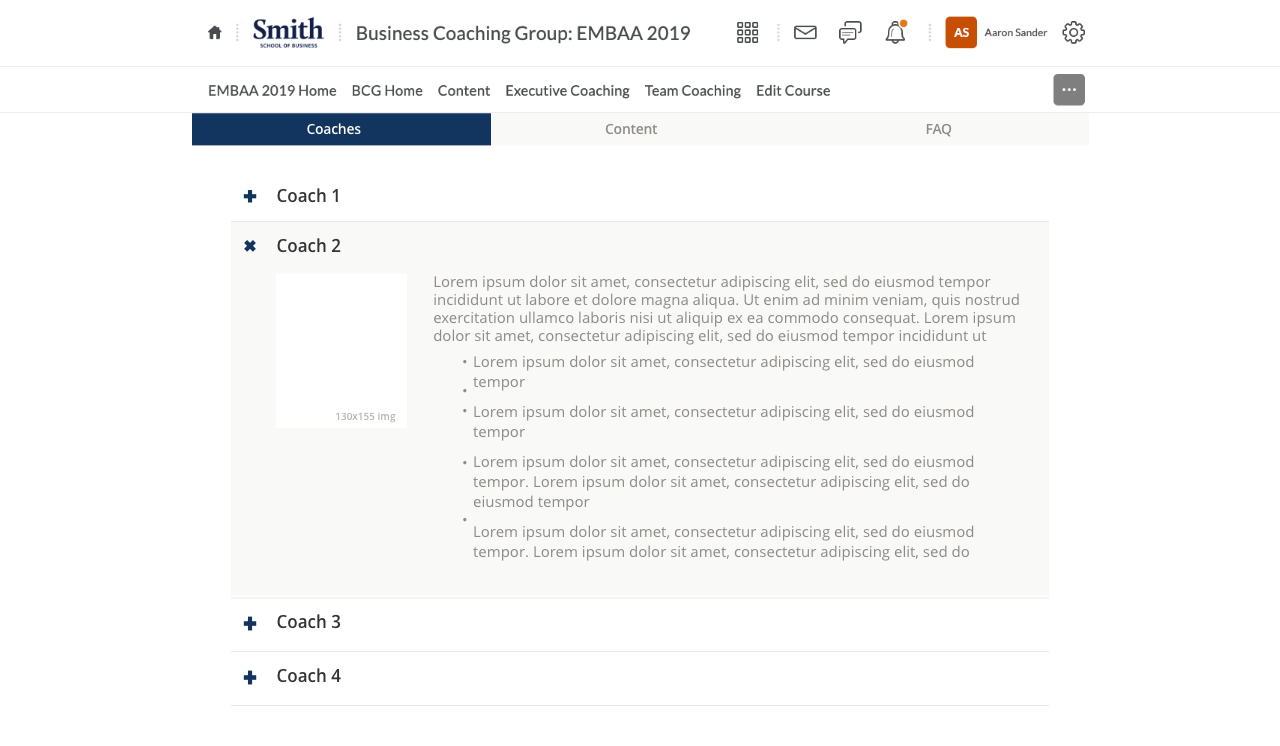 Smith
SCHOOL OF BUSINESS
Business Coaching Group: EMBAA 2019
AS
Aaron Sander
EMBAA 2019 Home
BCG Home
Content
Executive Coaching
Team Coaching
Edit Course
Coaches
Content
FAQ
Coach 1
Coach 2
130x155 img
Lorem ipsum dolor sit amet, consectetur adipiscing elit, sed do eiusmod tempor
incididunt ut labore et dolore magna aliqua. Ut enim ad minim veniam, quis nostrud
exercitation ullamco laboris nisi ut aliquip ex ea commodo consequat. Lorem ipsum
dolor sit amet, consectetur adipiscing elit, sed do eiusmod tempor incididunt ut
• Lorem ipsum dolor sit amet, consectetur adipiscing elit, sed do eiusmod
tempor
•
• Lorem ipsum dolor sit amet, consectetur adipiscing elit, sed do eiusmod
tempor
• Lorem ipsum dolor sit amet, consectetur adipiscing elit, sed do eiusmod
tempor. Lorem ipsum dolor sit amet, consectetur adipiscing elit, sed do
eiusmod tempor
•
Lorem ipsum dolor sit amet, consectetur adipiscing elit, sed do eiusmod
tempor. Lorem ipsum dolor sit amet, consectetur adipiscing elit, sed do
Coach 3
Coach 4